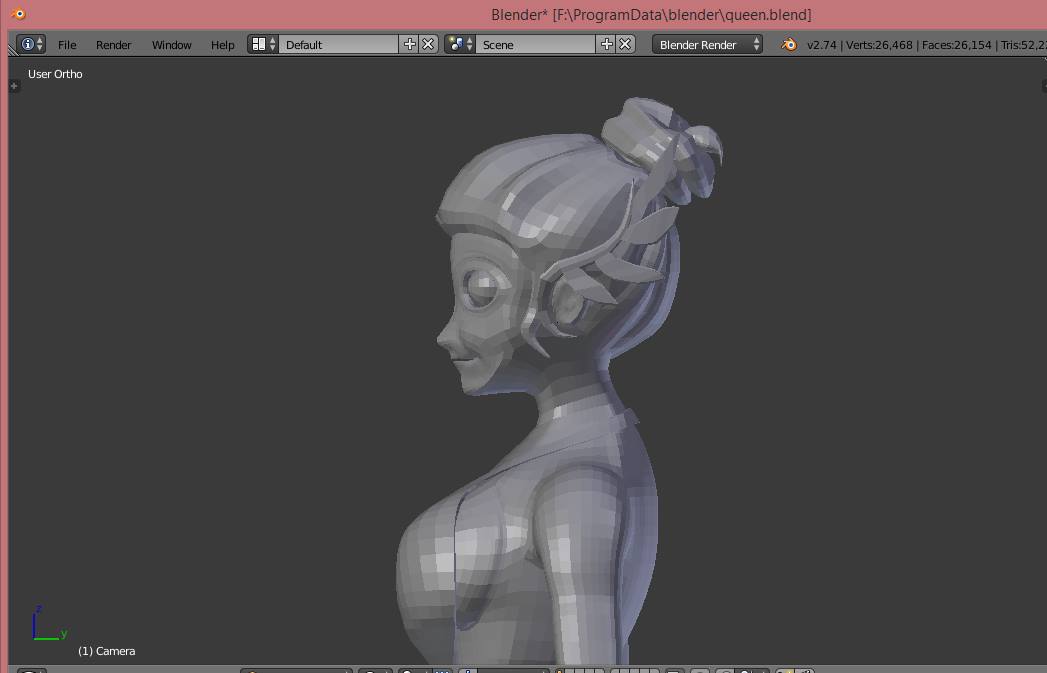 Blender* [F:\ProgramData\blender\queen.blend]
File Render Window Help Default Scene Blender Render v2.74 | Verts:26,468 | Faces:26,154 | Tris:52,2
User Ortho
z
y
(1) Camera